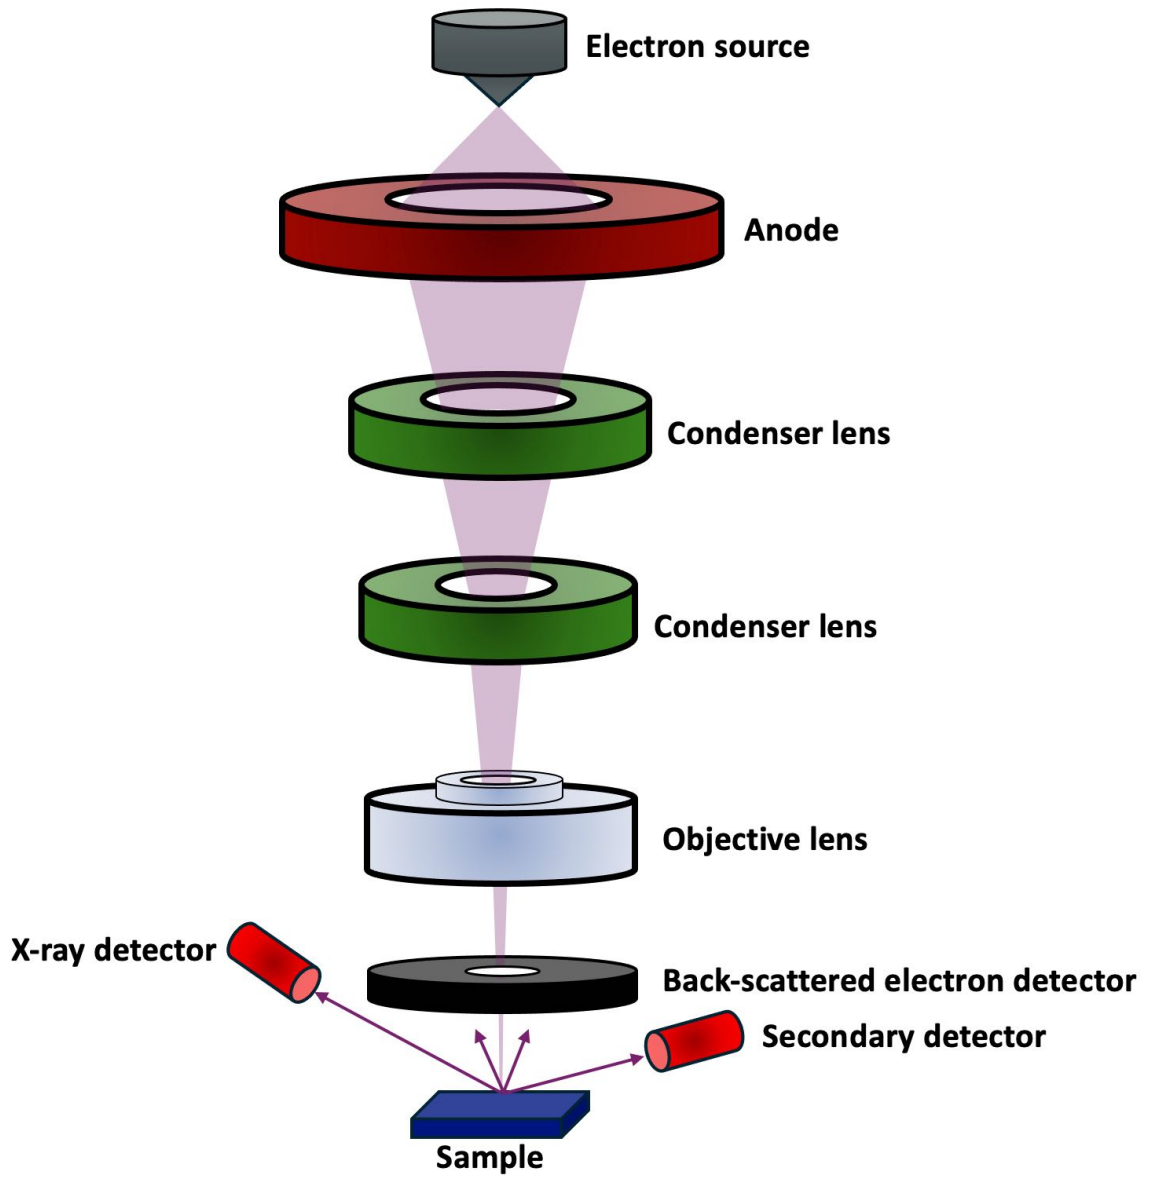 Electron source
Anode
Condenser lens
Condenser lens
Objective lens
X-ray detector
Back-scattered electron detector
Secondary detector
Sample